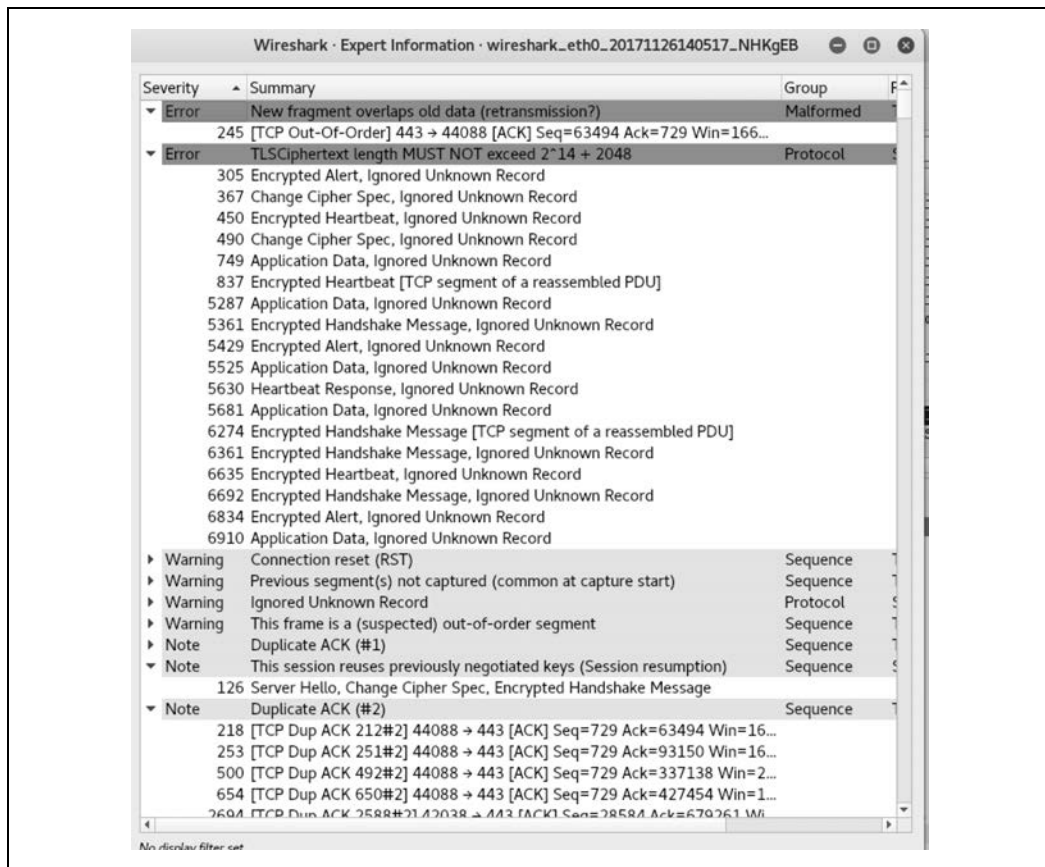 Wireshark · Expert Information · wireshark_eth0_20171126140517_NHKgEB
Severity Summary Group
Error New fragment overlaps old data (retransmission?) Malformed
245 [TCP Out-Of-Order] 443 → 44088 [ACK] Seq=63494 Ack=729 Win=166...
Error TLSCiphertext length MUST NOT exceed 2^14 + 2048 Protocol
305 Encrypted Alert, Ignored Unknown Record
367 Change Cipher Spec, Ignored Unknown Record
450 Encrypted Heartbeat, Ignored Unknown Record
490 Change Cipher Spec, Ignored Unknown Record
749 Application Data, Ignored Unknown Record
837 Encrypted Heartbeat [TCP segment of a reassembled PDU]
5287 Application Data, Ignored Unknown Record
5361 Encrypted Handshake Message, Ignored Unknown Record
5429 Encrypted Alert, Ignored Unknown Record
5525 Application Data, Ignored Unknown Record
5630 Heartbeat Response, Ignored Unknown Record
5681 Application Data, Ignored Unknown Record
6274 Encrypted Handshake Message [TCP segment of a reassembled PDU]
6361 Encrypted Handshake Message, Ignored Unknown Record
6635 Encrypted Heartbeat, Ignored Unknown Record
6692 Encrypted Handshake Message, Ignored Unknown Record
6834 Encrypted Alert, Ignored Unknown Record
6910 Application Data, Ignored Unknown Record
Warning Connection reset (RST) Sequence
Warning Previous segment(s) not captured (common at capture start) Sequence
Warning Ignored Unknown Record Protocol
Warning This frame is a (suspected) out-of-order segment Sequence
Note Duplicate ACK (#1) Sequence
Note This session reuses previously negotiated keys (Session resumption) Sequence
126 Server Hello, Change Cipher Spec, Encrypted Handshake Message
Note Duplicate ACK (#2) Sequence
218 [TCP Dup ACK 212#2] 44088 → 443 [ACK] Seq=729 Ack=63494 Win=16...
253 [TCP Dup ACK 251#2] 44088 → 443 [ACK] Seq=729 Ack=93150 Win=16...
500 [TCP Dup ACK 492#2] 44088 → 443 [ACK] Seq=729 Ack=337138 Win=2...
654 [TCP Dup ACK 650#2] 44088 → 443 [ACK] Seq=729 Ack=427454 Win=1...
2694 [TCP Dup ACK 2588#2] 42038 → 443 [ACK] Seq=28584 Ack=679261 Wi...
No display filter set.